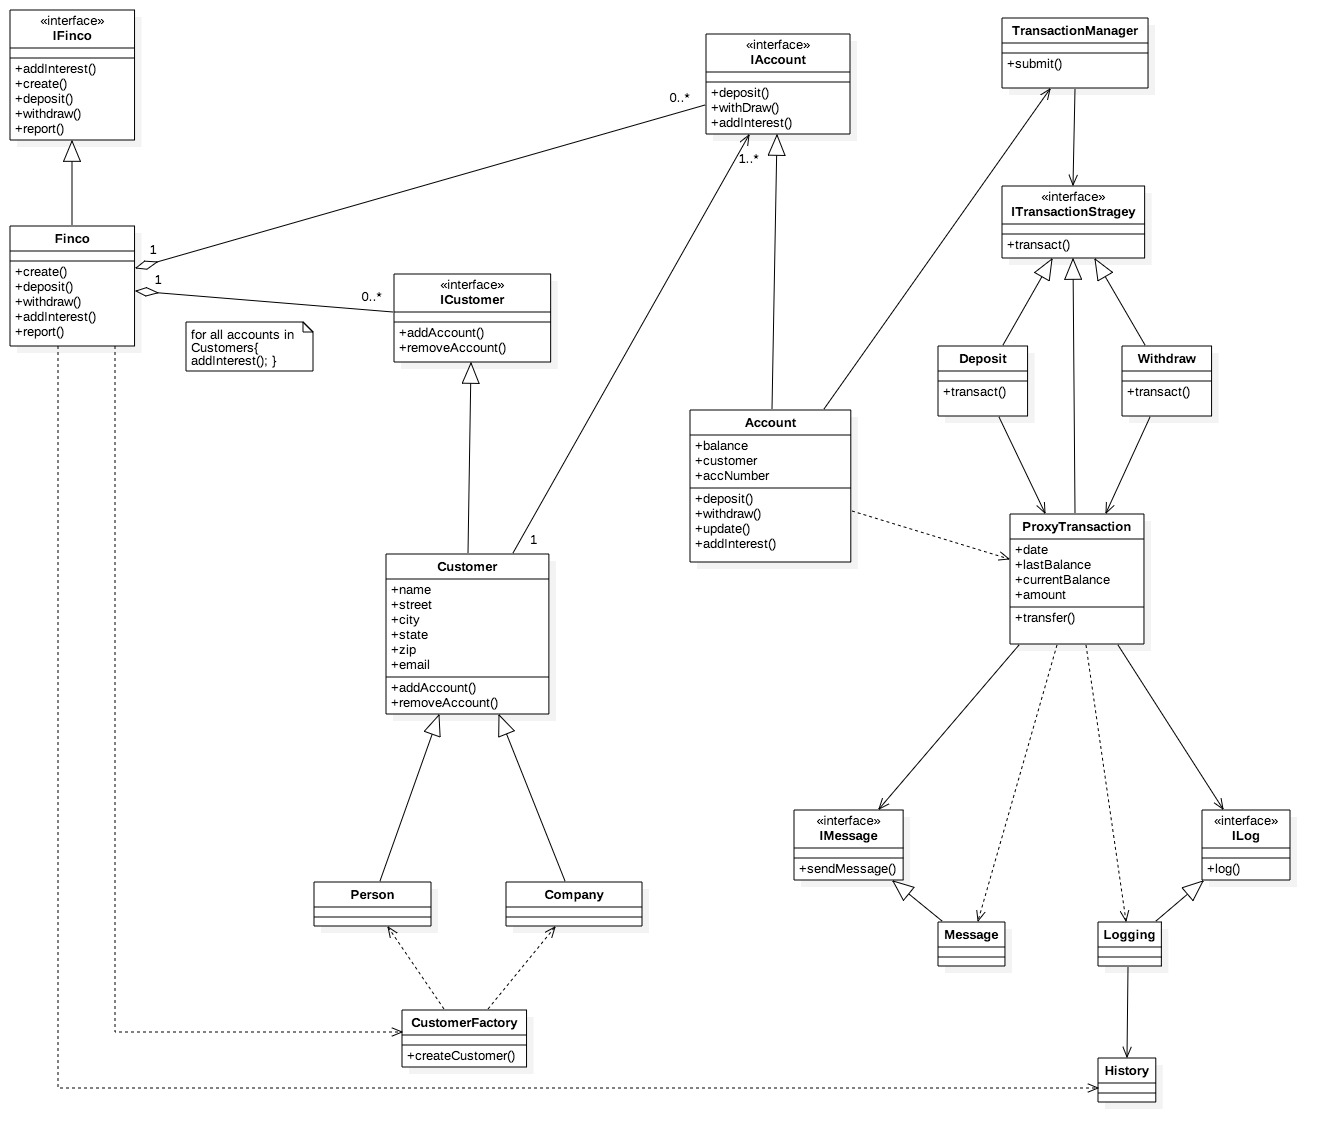 «interface»
IFinco
+addInterest()
+create()
+deposit()
+withdraw()
+report()
«interface»
IAccount
+deposit()
+withDraw()
+addInterest()
TransactionManager
+submit()
0..*
1..*
«interface»
ITransactionStragey
+transact()
Finco
+create()
+deposit()
+withdraw()
+addInterest()
+report()
1
1
0..*
«interface»
ICustomer
+addAccount()
+removeAccount()
for all accounts in
Customers{
addInterest(); }
Deposit
+transact()
Withdraw
+transact()
Account
+balance
+customer
+accNumber
+deposit()
+withdraw()
+update()
+addInterest()
1
Customer
+name
+street
+city
+state
+zip
+email
+addAccount()
+removeAccount()
ProxyTransaction
+date
+lastBalance
+currentBalance
+amount
+transfer()
«interface»
IMessage
+sendMessage()
«interface»
ILog
+log()
Person
Company
Message
Logging
CustomerFactory
+createCustomer()
History